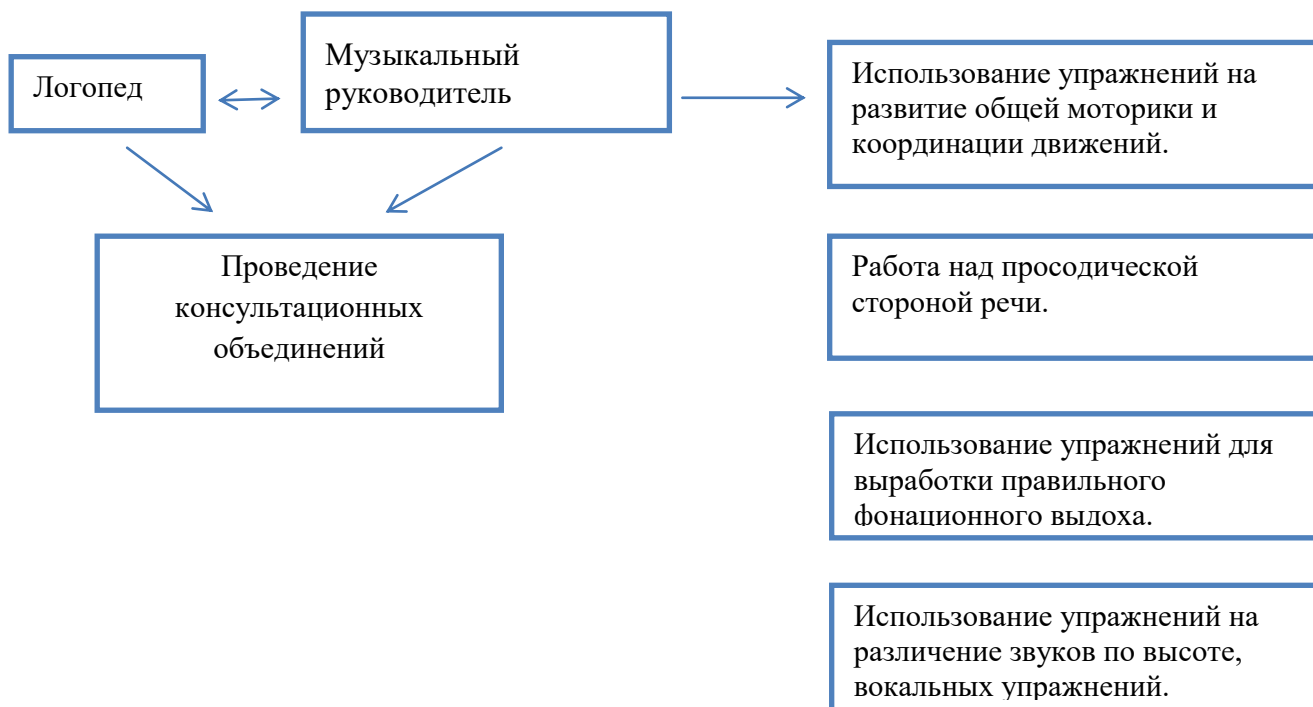 Логопед
Музыкальный
руководитель
Использование упражнений на
развитие общей моторики и
координации движений.
Проведение
консультационных
объединений
Работа над просодической
стороной речи.
Использование упражнений для
выработки правильного
фонационного выдоха.
Использование упражнений на
различение звуков по высоте,
вокальных упражнений.